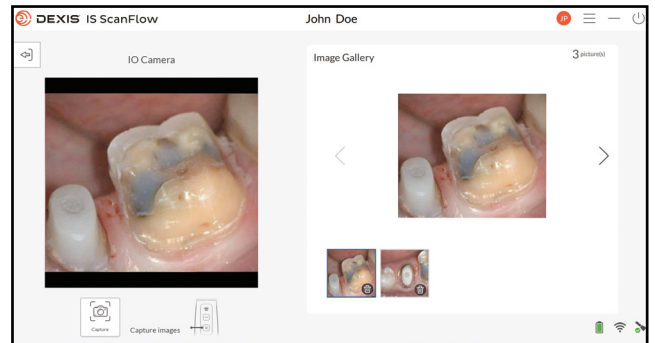 DEXIS IS ScanFlow
John Doe
JP
IO Camera
Image Gallery
3 picture(s)
Capture
Capture images